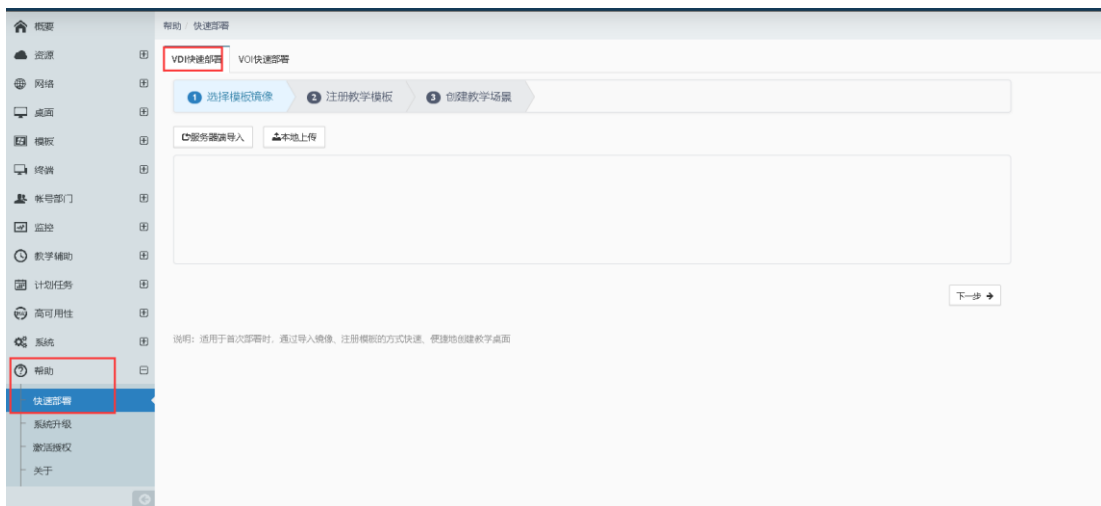 概要
资源
网络
桌面
模板
终端
帐号部门
监控
教学辅助
计划任务
高可用性
系统
帮助
快速部署
系统升级
激活授权
关于
帮助 / 快速部署
VDI快速部署 VOI快速部署
1 选择模板镜像 2 注册教学模板 3 创建教学场景
服务器端导入 本地上传
下一步
说明：适用于首次部署时，通过导入镜像、注册模板的方式快速、便捷地创建教学桌面